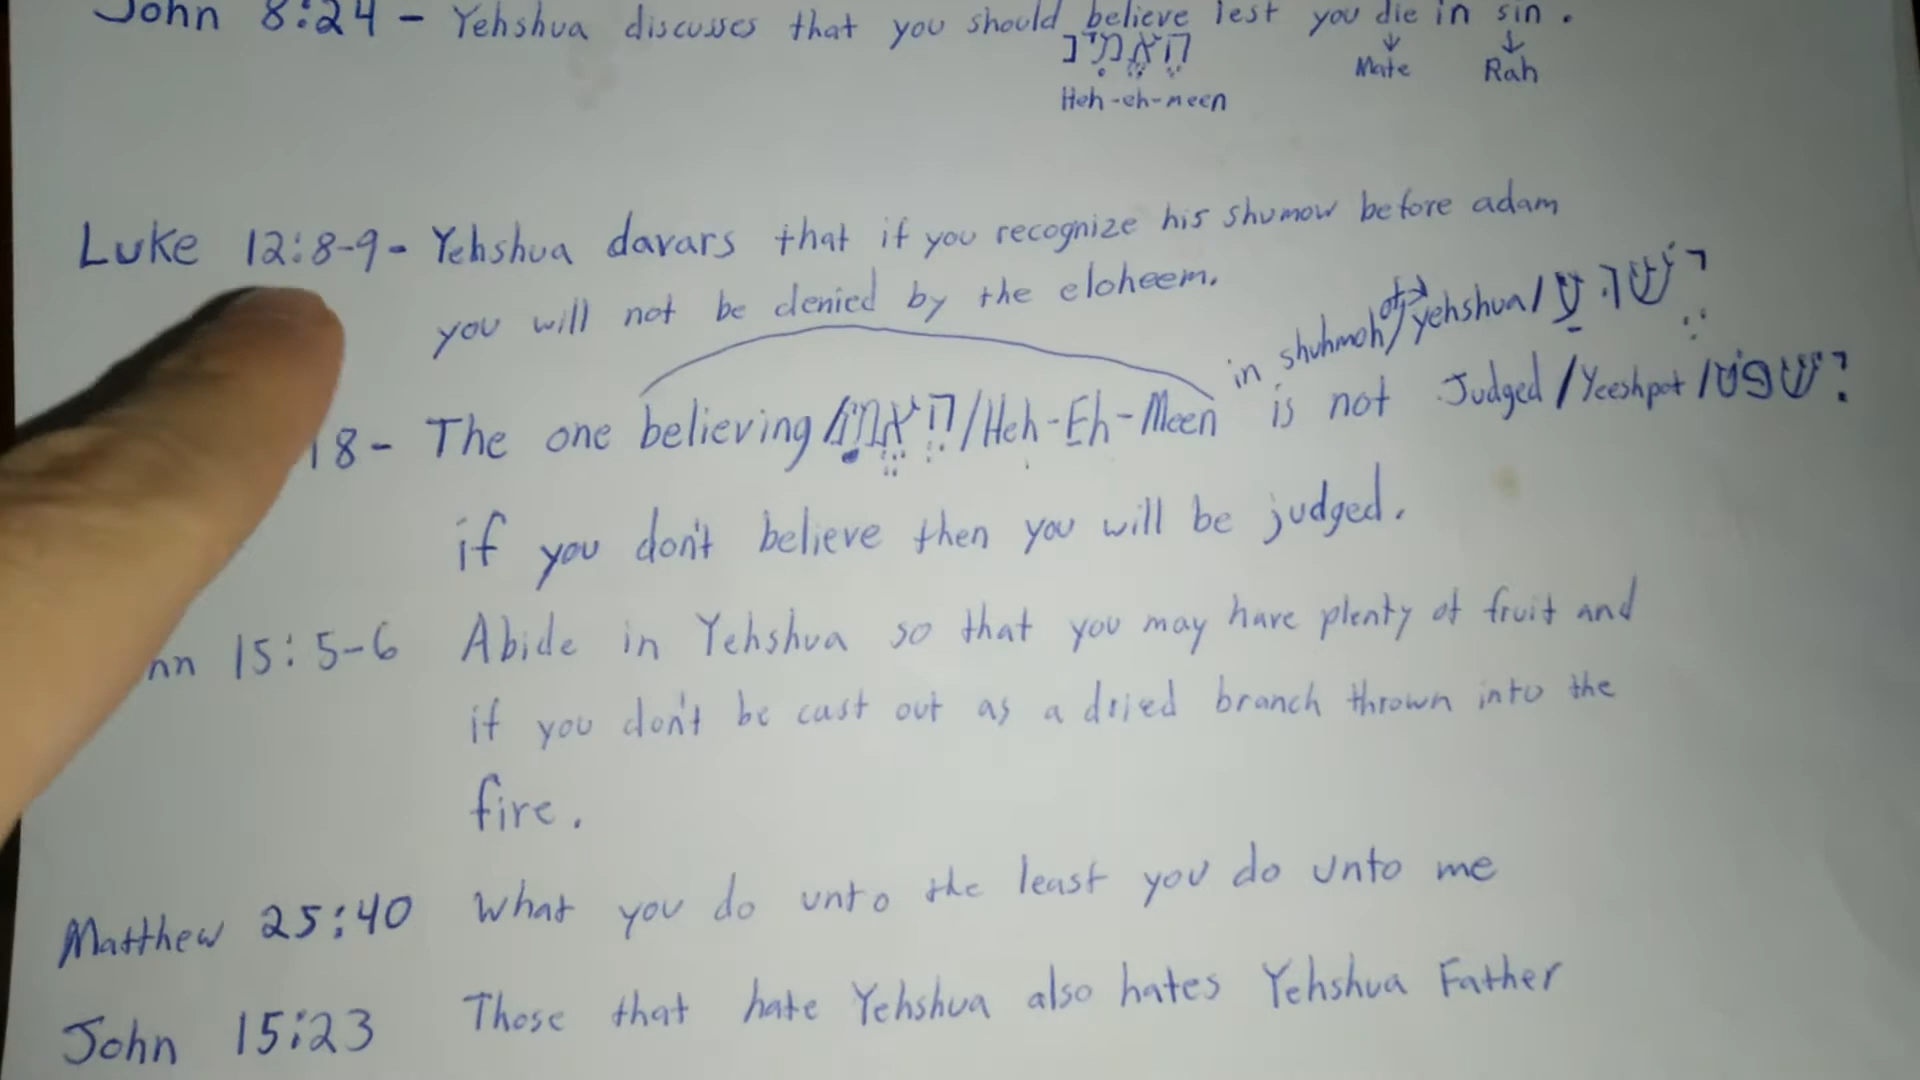 John 8:24 - Yehshua discusses that you should believe lest you die in sin.
Mate Rah
Heh-eh-meen
Luke 12:8-9 - Yehshua davars that if you recognize his shumow before adam
you will not be denied by the eloheem.
in shuhmoh of yehshua/
18 - The one believing / /Heh-Eh-Meen is not Judged/Yeeshpot/
if you don't believe then you will be judged.
hn 15:5-6 Abide in Yehshua so that you may have plenty of fruit and
if you don't be cast out as a dried branch thrown into the
fire.
Matthew 25:40 What you do unto the least you do unto me
John 15:23 Those that hate Yehshua also hates Yehshua Father